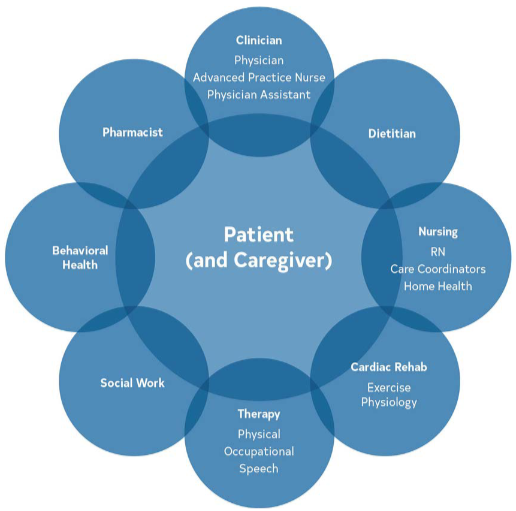 Clinician
Physician
Advanced Practice Nurse
Physician Assistant
Pharmacist
Dietitian
Patient
(and Caregiver)
Behavioral
Health
Nursing
RN
Care Coordinators
Home Health
Social Work
Cardiac Rehab
Exercise
Physiology
Therapy
Physical
Occupational
Speech